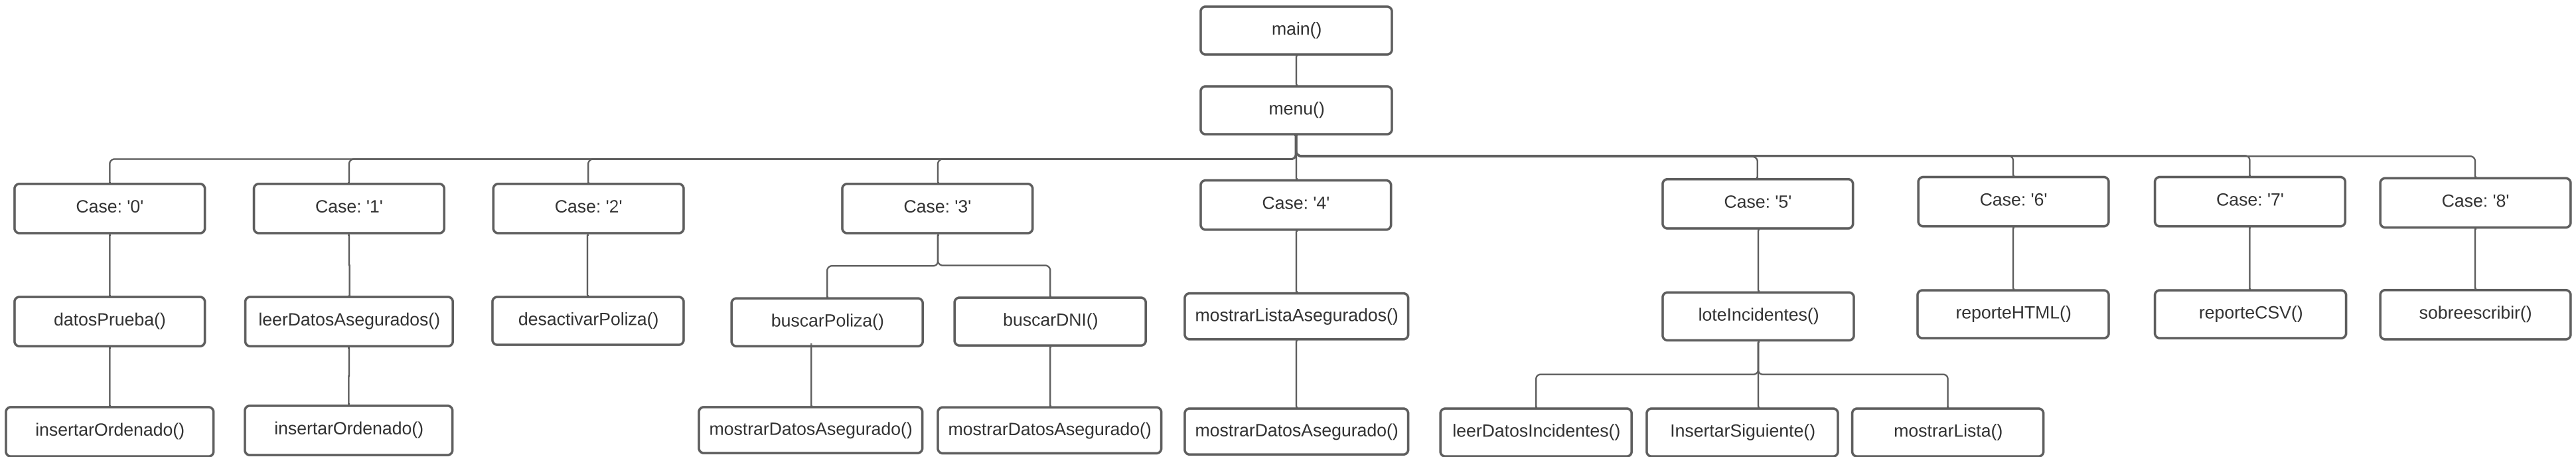 main()
menu()
Case: '0'
Case: '1'
Case: '2'
Case: '3'
Case: '4'
Case: '5'
Case: '6'
Case: '7'
Case: '8'
datosPrueba()
leerDatosAsegurados()
desactivarPoliza()
buscarPoliza()
buscarDNI()
mostrarListaAsegurados()
loteIncidentes()
reporteHTML()
reporteCSV()
sobreescribir()
insertarOrdenado()
insertarOrdenado()
mostrarDatosAsegurado()
mostrarDatosAsegurado()
mostrarDatosAsegurado()
leerDatosIncidentes()
InsertarSiguiente()
mostrarLista()